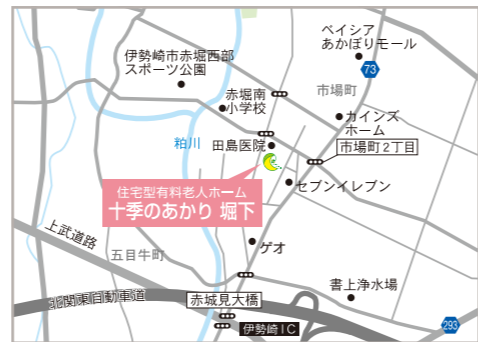 ベイシア
あかぼりモール
73
伊勢崎市赤堀西部
スポーツ公園
市場町
赤堀南
小学校
カインズ
ホーム
粕川
田島医院
市場町2丁目
セブンイレブン
住宅型有料老人ホーム
十季のあかり 堀下
上武道路
五目牛町
ゲオ
北関東自動車道
赤城見大橋
書上浄水場
伊勢崎IC
293